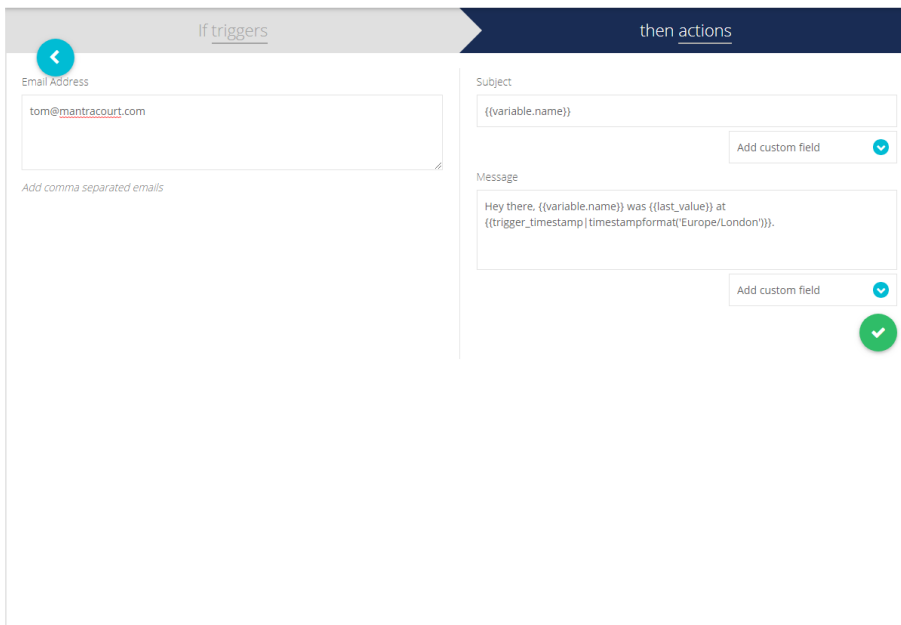 If triggers
then actions
Email Address
tom@mantracourt.com
Add comma separated emails
Subject
{{variable.name}}
Add custom field
Message
Hey there, {{variable.name}} was {{last_value}} at
{{trigger_timestamp|timestampformat('Europe/London')}}.
Add custom field